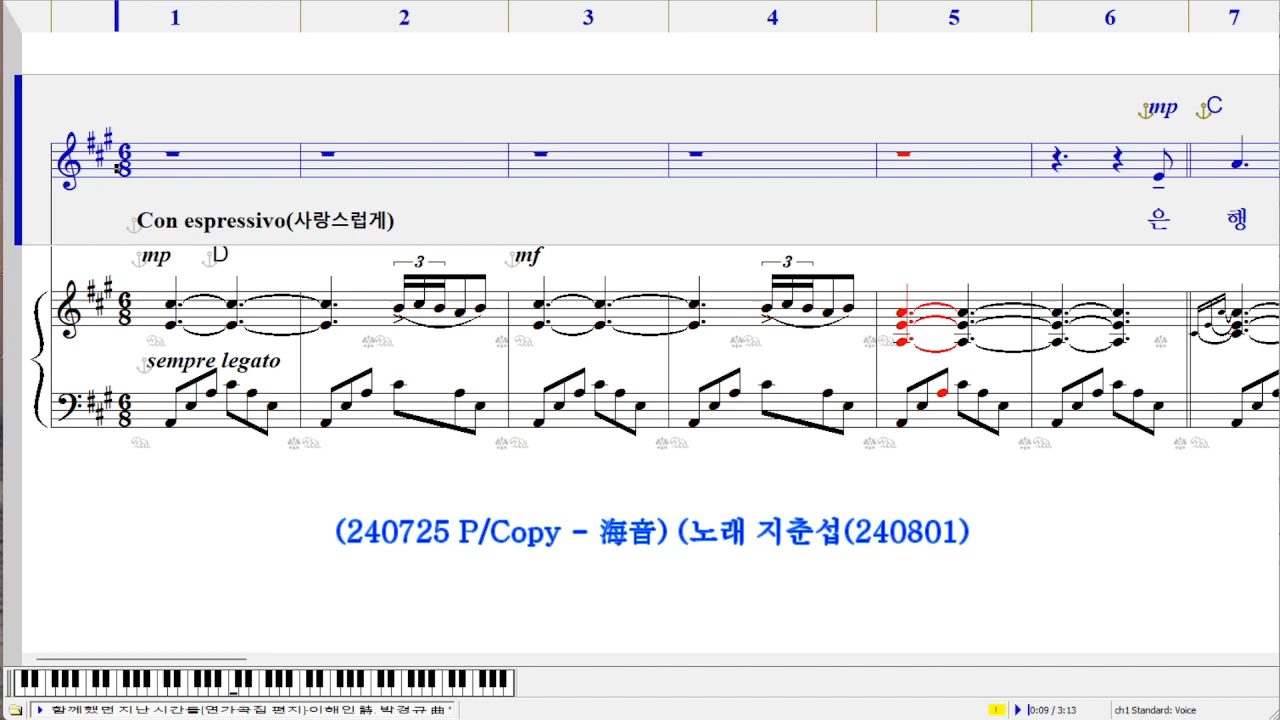 1 2 3 4 5 6 7
mp C
Con espressivo(사랑스럽게)
은 행
mp D mf
3 3
sempre legato
(240725 P/Copy - 海音) (노래 지춘섭(240801)
함께했던 지난 시간들(연가곡집 편지)-이해인 詩, 박경규 曲
! 0:09 / 3:13 ch1 Standard: Voice